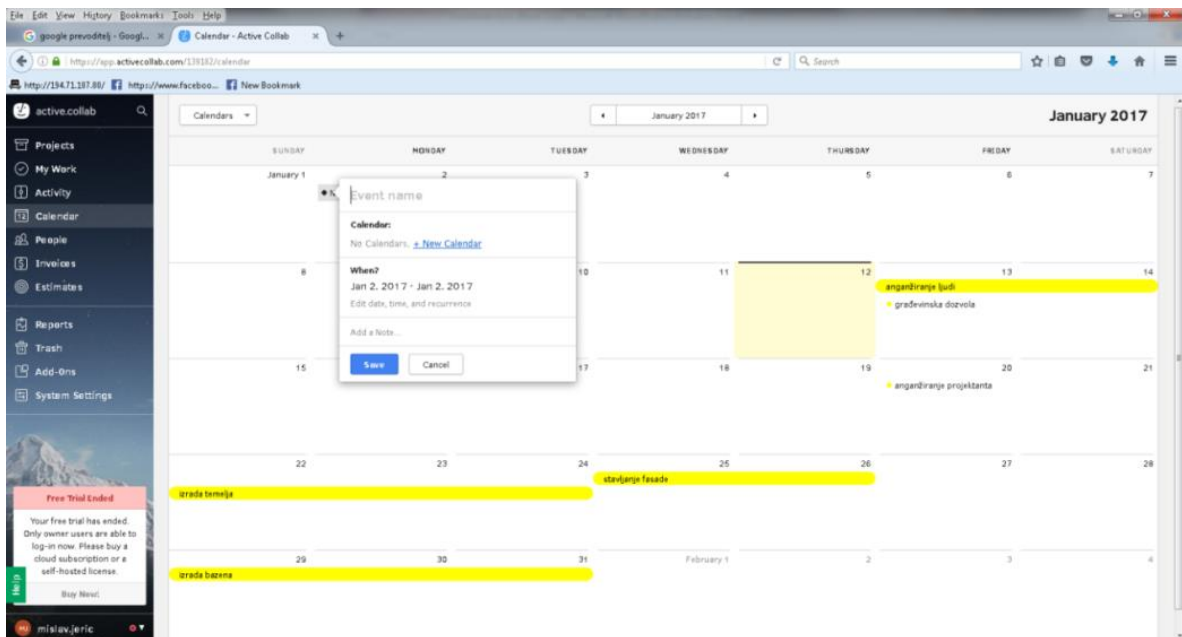 File Edit View History Bookmarks Tools Help
google prevoditelj - Googl... × Calendar - Active Collab × +
https://app.activecollab.com/139182/calendar Search
http://194.71.107.80/ https://www.faceboo... New Bookmark
active.collab
Projects
My Work
Activity
Calendar
People
Invoices
Estimates
Reports
Trash
Add-Ons
System Settings
Free Trial Ended
Your free trial has ended.
Only owner users are able to
log-in now. Please buy a
cloud subscription or a
self-hosted license.
Buy Now!
Help
mislav.jeric
Calendars January 2017 January 2017
SUNDAY MONDAY TUESDAY WEDNESDAY THURSDAY FRIDAY SATURDAY
January 1 2 3 4 5 6 7
Event name
Calendar:
No Calendars. + New Calendar
When?
Jan 2. 2017 - Jan 2. 2017
Edit date, time, and recurrence
Add a Note...
Save Cancel
8 10 11 12 13 14
angažiranje ljudi
građevinska dozvola
15 17 18 19 20 21
angažiranje projektanta
22 23 24 25 26 27 28
stavljanje fasade
izrada temelja
29 30 31 February 1 2 3 4
izrada bazena